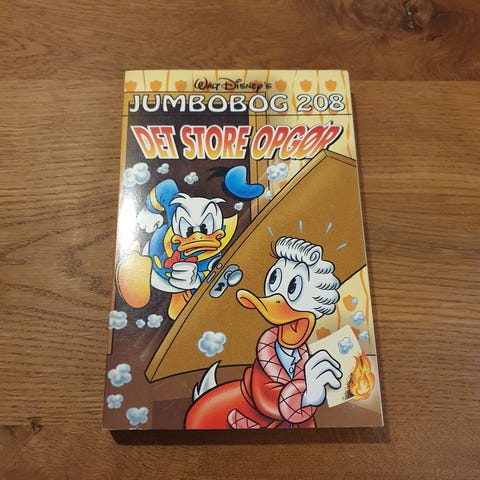 Walt Disney's
JUMBOBOG 208
DET STORE OPGØR